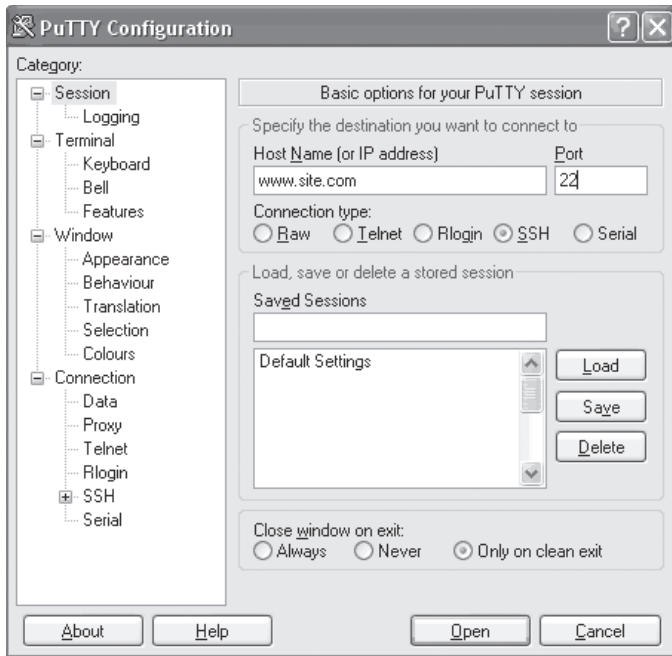 PuTTY Configuration
Category:
Session
Logging
Terminal
Keyboard
Bell
Features
Window
Appearance
Behaviour
Translation
Selection
Colours
Connection
Data
Proxy
Telnet
Rlogin
SSH
Serial
Basic options for your PuTTY session
Specify the destination you want to connect to
Host Name (or IP address) Port
www.site.com 22
Connection type:
Raw Telnet Rlogin SSH Serial
Load, save or delete a stored session
Saved Sessions
Default Settings
Load
Save
Delete
Close window on exit:
Always Never Only on clean exit
About Help Open Cancel